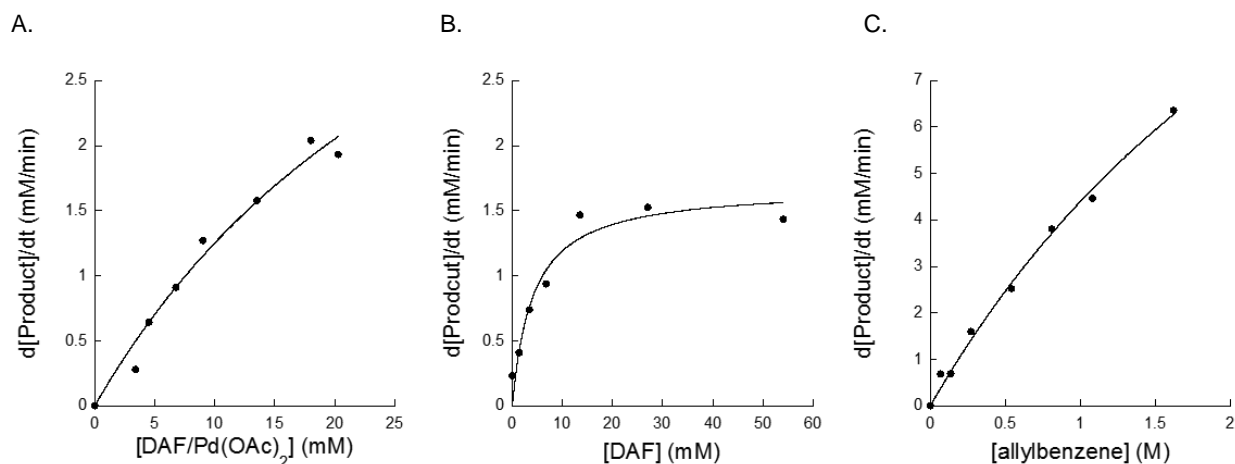 A.
d[Product]/dt (mM/min)
2.5
2
1.5
1
0.5
0
0 5 10 15 20 25
[DAF/Pd(OAc)2] (mM)
B.
d[Prodcut]/dt (mM/min)
2.5
2
1.5
1
0.5
0
0 10 20 30 40 50 60
[DAF] (mM)
C.
d[Product]/dt (mM/min)
7
6
5
4
3
2
1
0
0 0.5 1 1.5 2
[allylbenzene] (M)